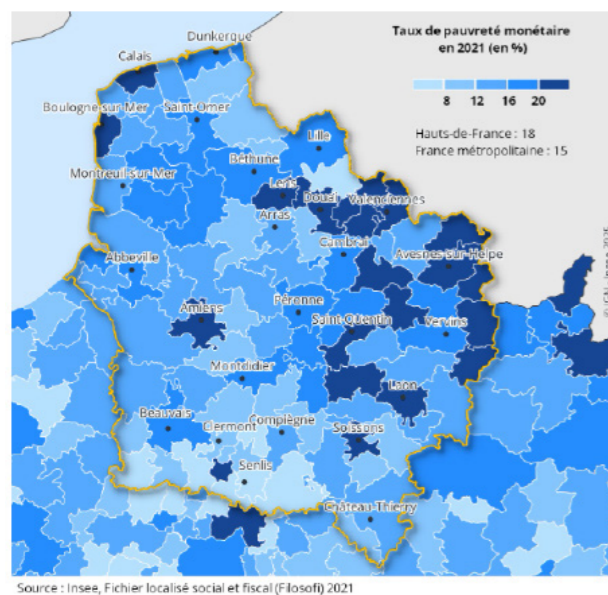 Taux de pauvreté monétaire
en 2021 (en %)
8 12 16 20
Hauts-de-France : 18
France métropolitaine : 15
Dunkerque
Calais
Boulogne-sur-Mer
Saint-Omer
Lille
Béthune
Montreuil-sur-Mer
Lens
Douai
Valenciennes
Arras
Cambrai
Avesnes-sur-Helpe
Abbeville
Amiens
Péronne
Saint-Quentin
Vervins
Montdidier
Laon
Beauvais
Clermont
Compiègne
Soissons
Senlis
Château-Thierry
Source : Insee, Fichier localisé social et fiscal (Filosofi) 2021